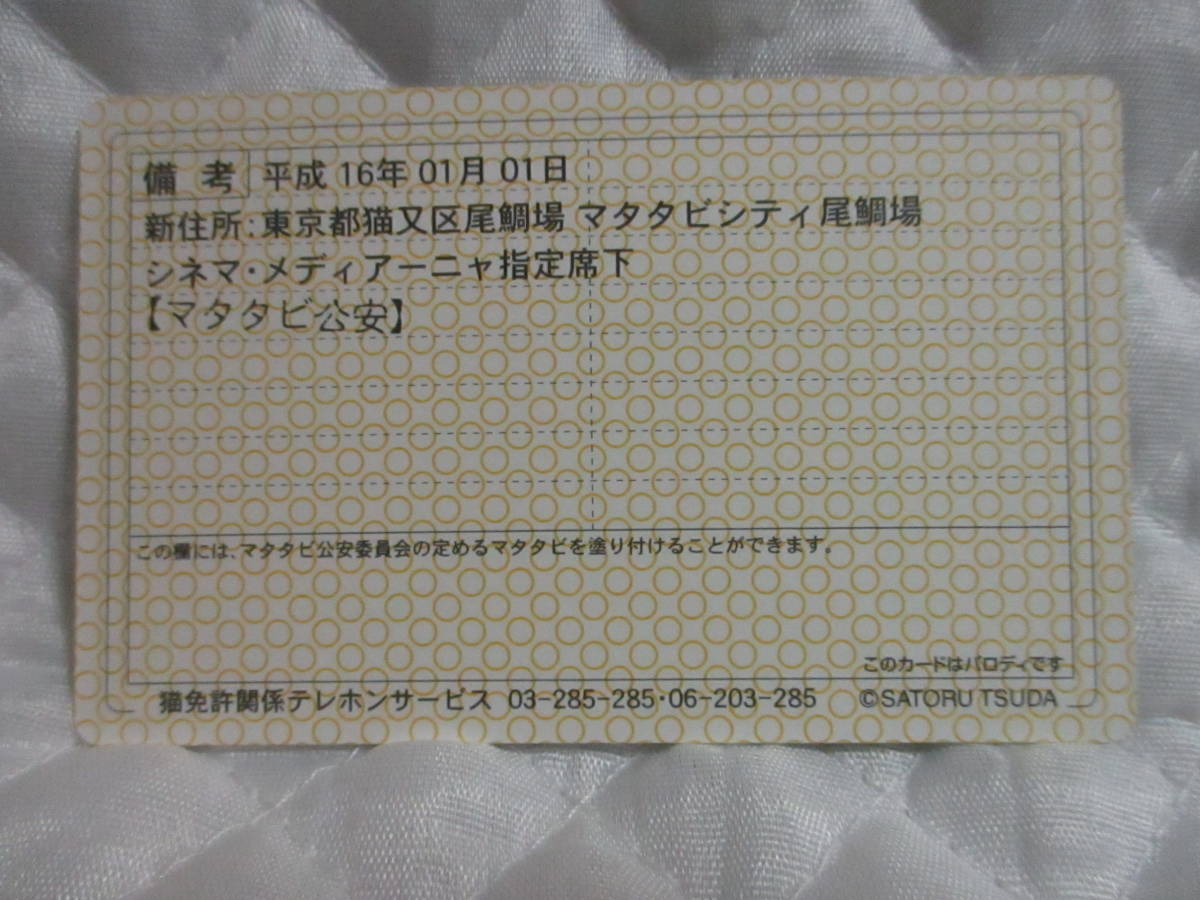 備考 平成 16年 01月 01日
新住所:東京都猫又区尾鯛場 マタタビシティ尾鯛場
シネマ・メディアーニャ指定席下
【マタタビ公安】
この欄には、マタタビ公安委員会の定めるマタタビを塗り付けることができます。
このカードはパロディです
猫免許関係テレホンサービス 03-285-285・06-203-285 ©SATORU TSUDA